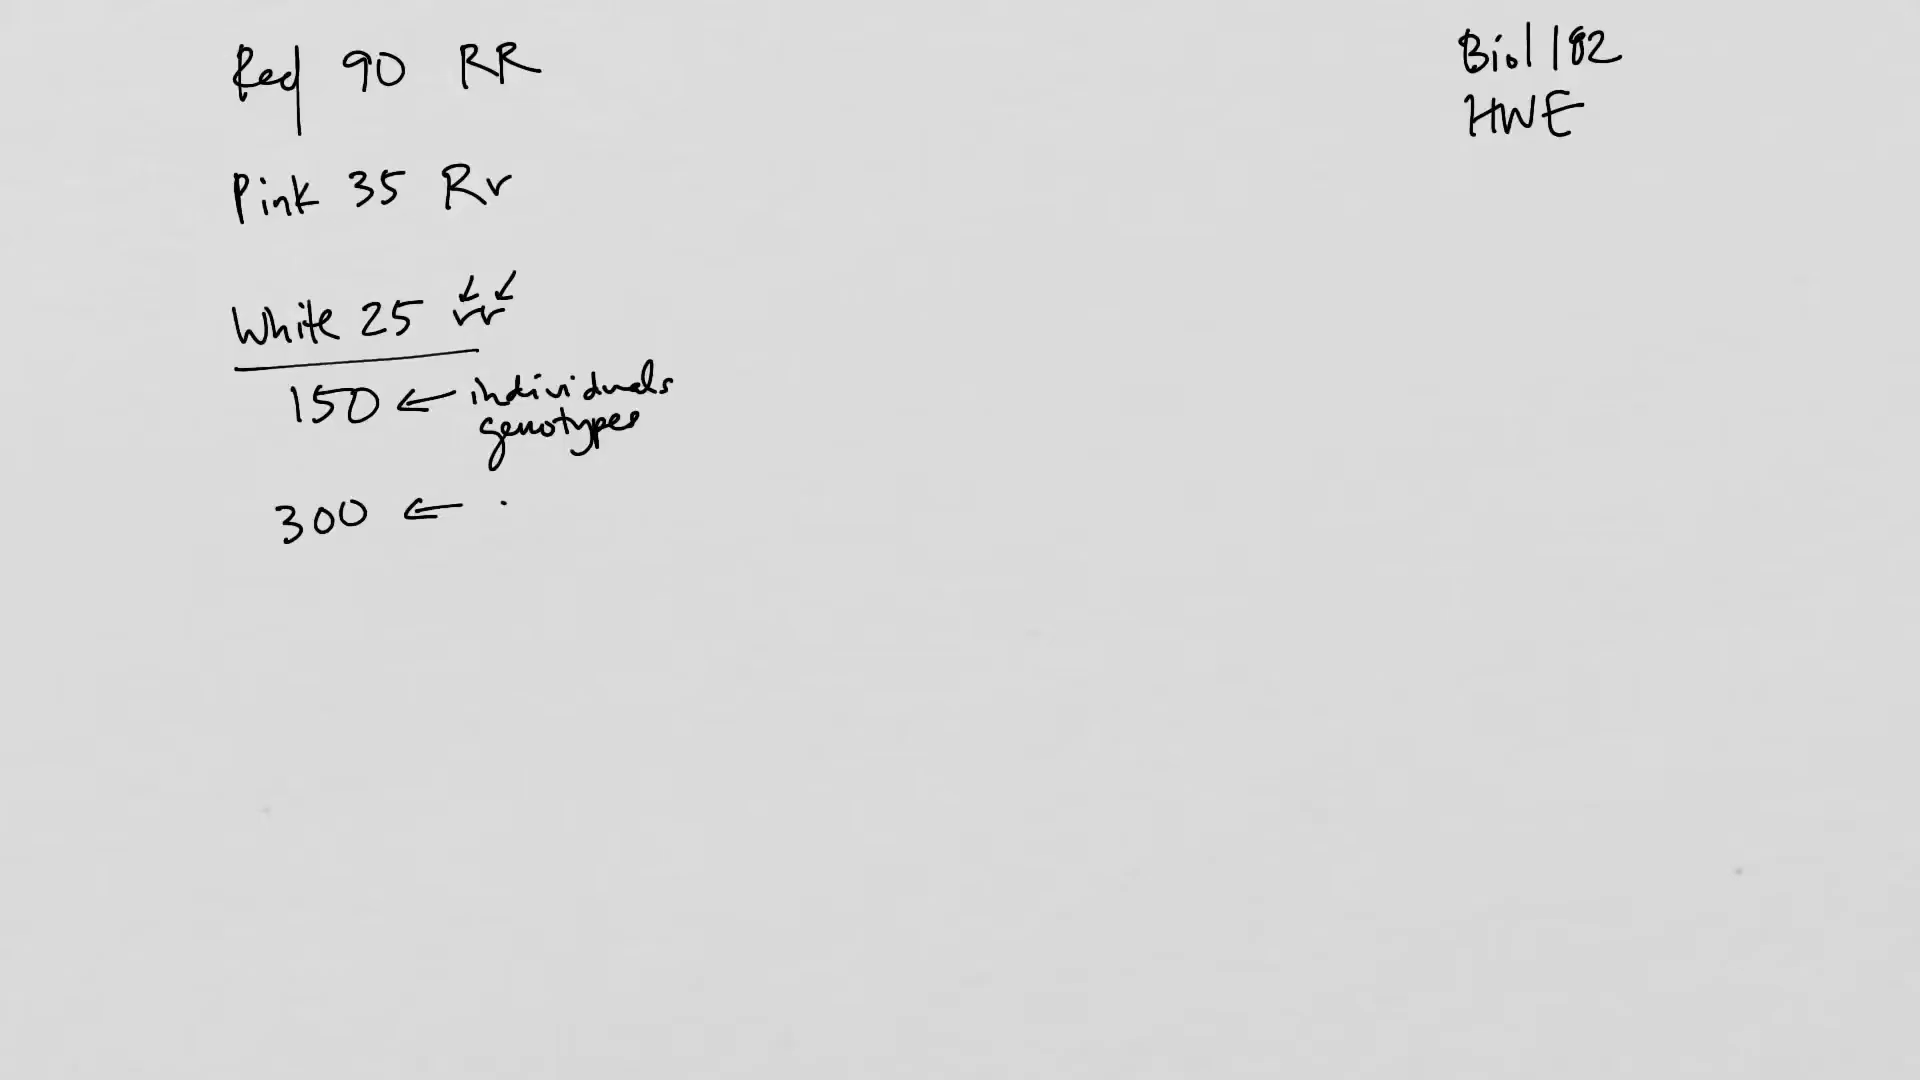 Red 90 RR
Pink 35 Rr
White 25 rr
150 ← individuals
genotypes
300 ←
Biol 182
HWE